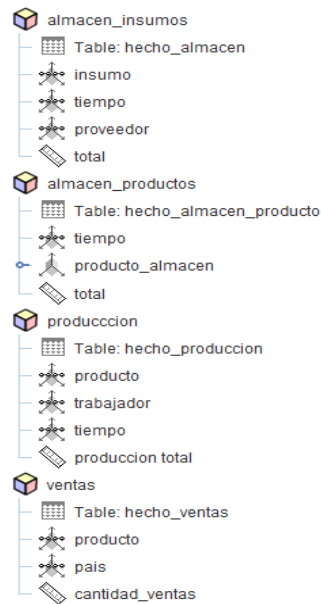 almacen_insumos
Table: hecho_almacen
insumo
tiempo
proveedor
total
almacen_productos
Table: hecho_almacen_producto
tiempo
producto_almacen
total
producccion
Table: hecho_produccion
producto
trabajador
tiempo
produccion total
ventas
Table: hecho_ventas
producto
pais
cantidad_ventas